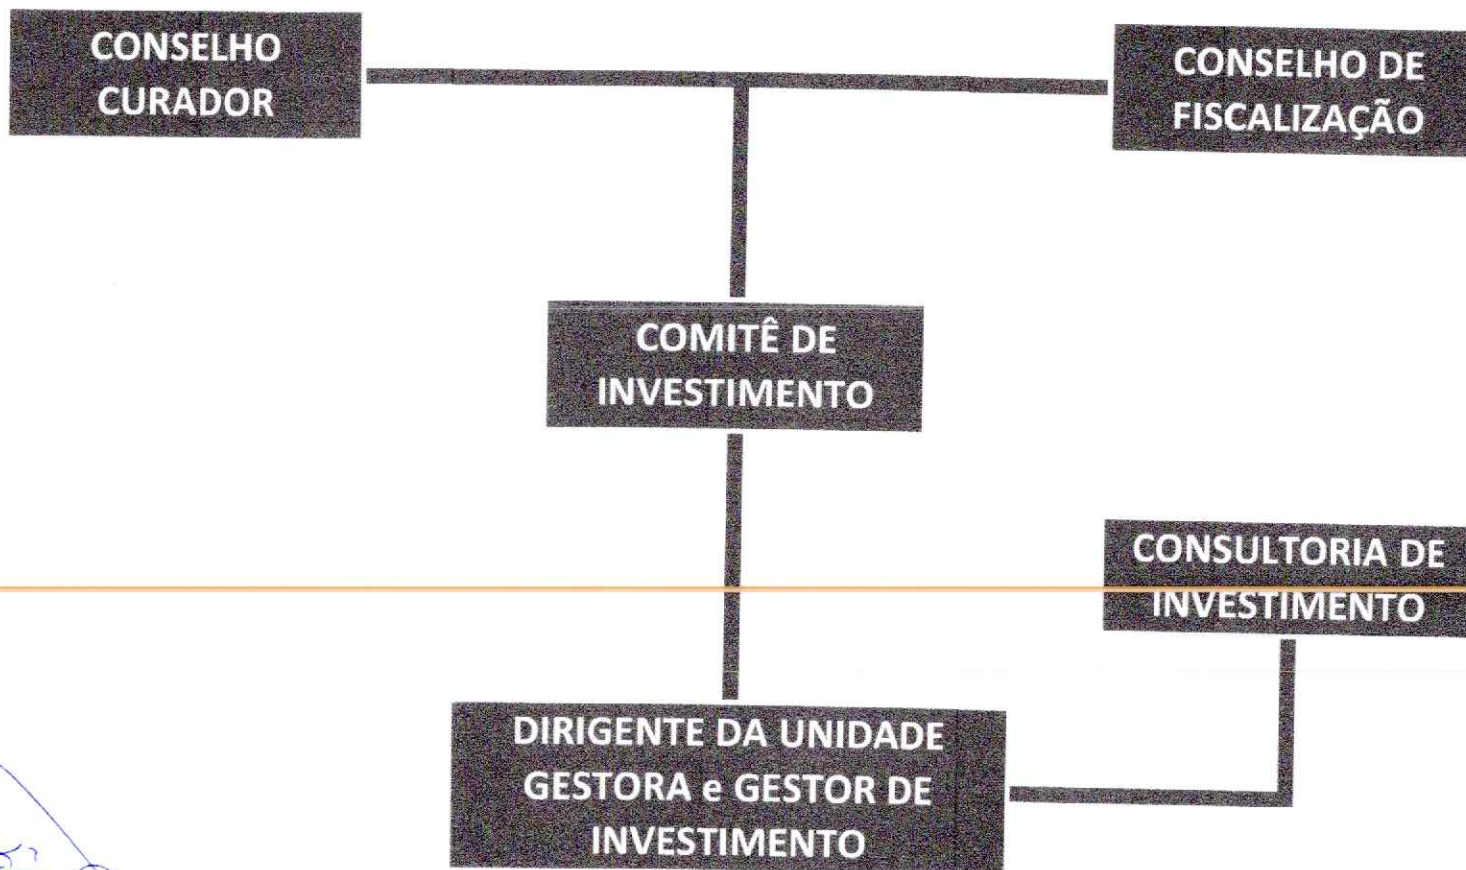 CONSELHO
CURADOR
CONSELHO DE
FISCALIZAÇÃO
COMITÊ DE
INVESTIMENTO
CONSULTORIA DE
INVESTIMENTO
DIRIGENTE DA UNIDADE
GESTORA e GESTOR DE
INVESTIMENTO